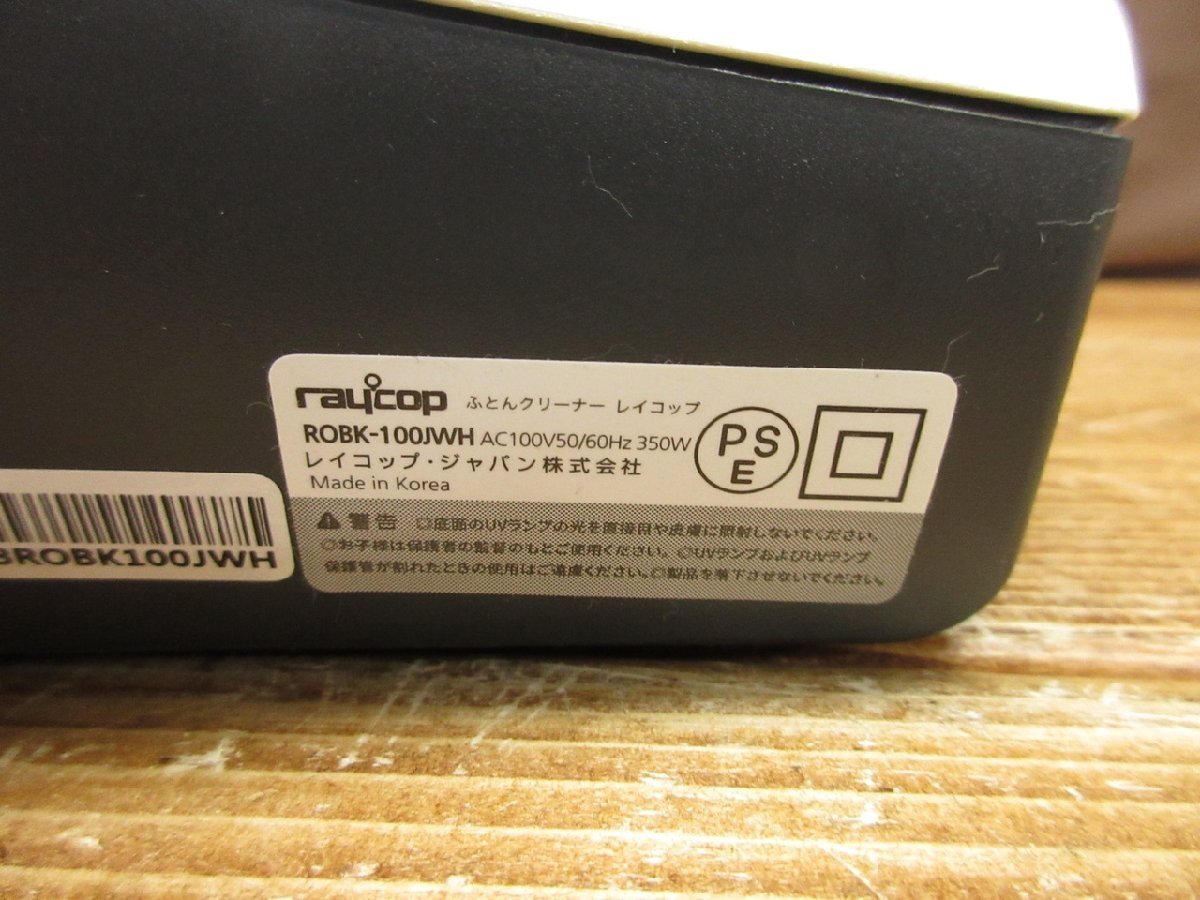 raycop ふとんクリーナー レイコップ
ROBK-100JWH AC100V50/60Hz 350W
レイコップ・ジャパン株式会社
Made in Korea
PS
E
警告 ◎底面のUVランプの光を直接目や皮膚に照射しないでください。
◎お子様は保護者の監督のもとご使用ください。◎UVランプおよびUVランプ
保護管が割れたときの使用はご遠慮ください。◎製品を落下させないでください。
ROBK100JWH